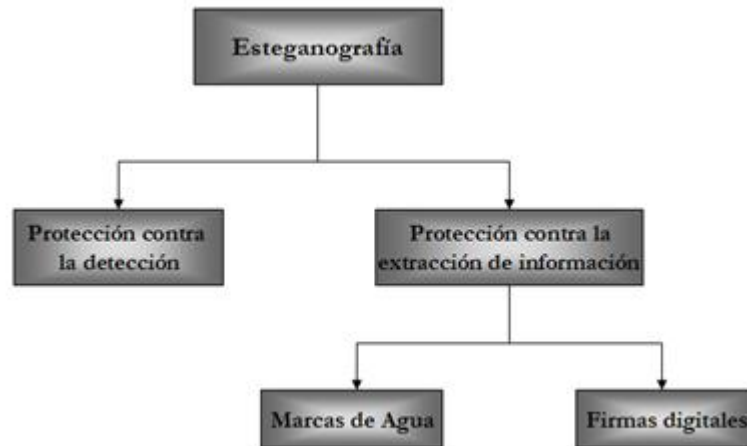 Esteganografía
Protección contra
la detección
Protección contra la
extracción de información
Marcas de Agua
Firmas digitales